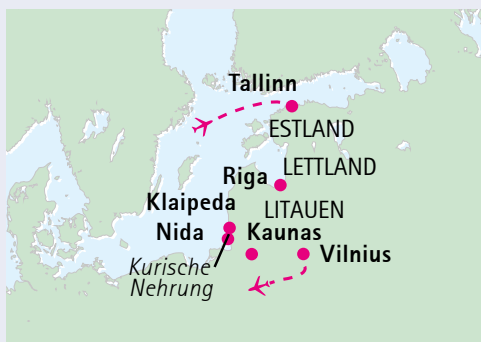 Tallinn
ESTLAND
Riga
LETTLAND
Klaipeda
LITAUEN
Nida
Kaunas
Vilnius
Kurische
Nehrung